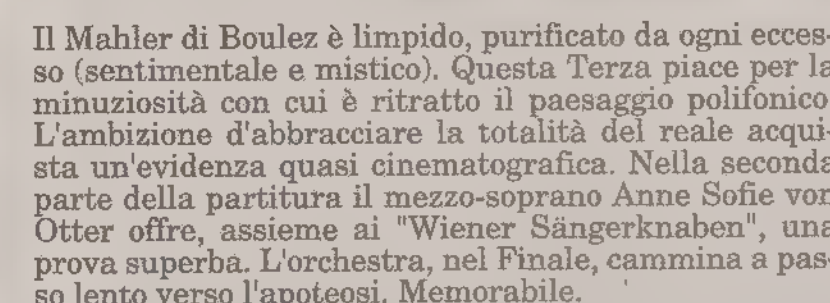 Il Mahler di Boulez è limpido, purificato da ogni ecces-
so (sentimentale e mistico). Questa Terza piace per la
minuziosità con cui è ritratto il paesaggio polifonico
L'ambizione d'abbracciare la totalità del reale acqui-
sta un'evidenza quasi cinematografica. Nella seconda
parte della partitura il mezzo-soprano Anne Sofie von
Otter offre, assieme ai "Wiener Sängerknaben", una
prova superba. L'orchestra, nel Finale, cammina a pas-
so lento verso l'apoteosi. Memorabile.